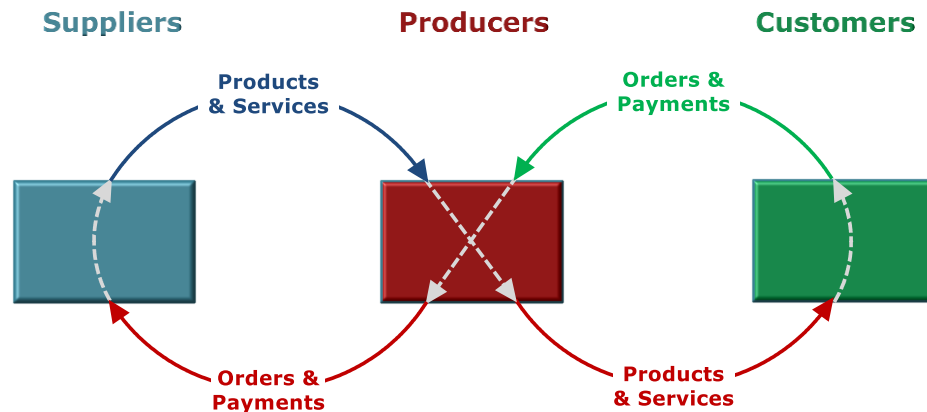 Suppliers
Producers
Customers
Products
& Services
Orders &
Payments
Orders &
Payments
Products
& Services